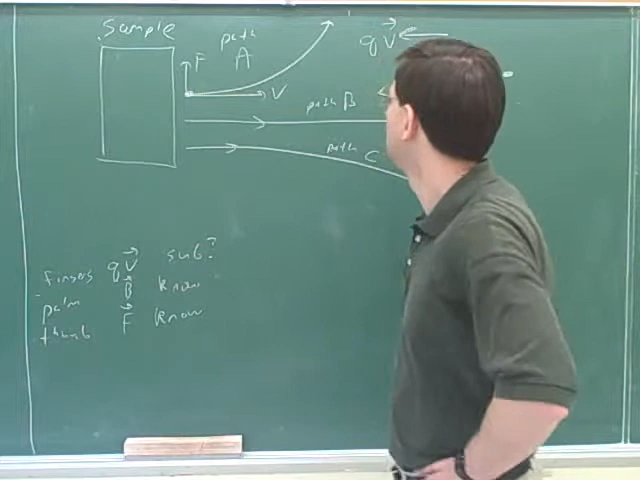 Sample
path
A
F
V
qV
path B
path C
fingers qV sub?
palm B know
thumb F know